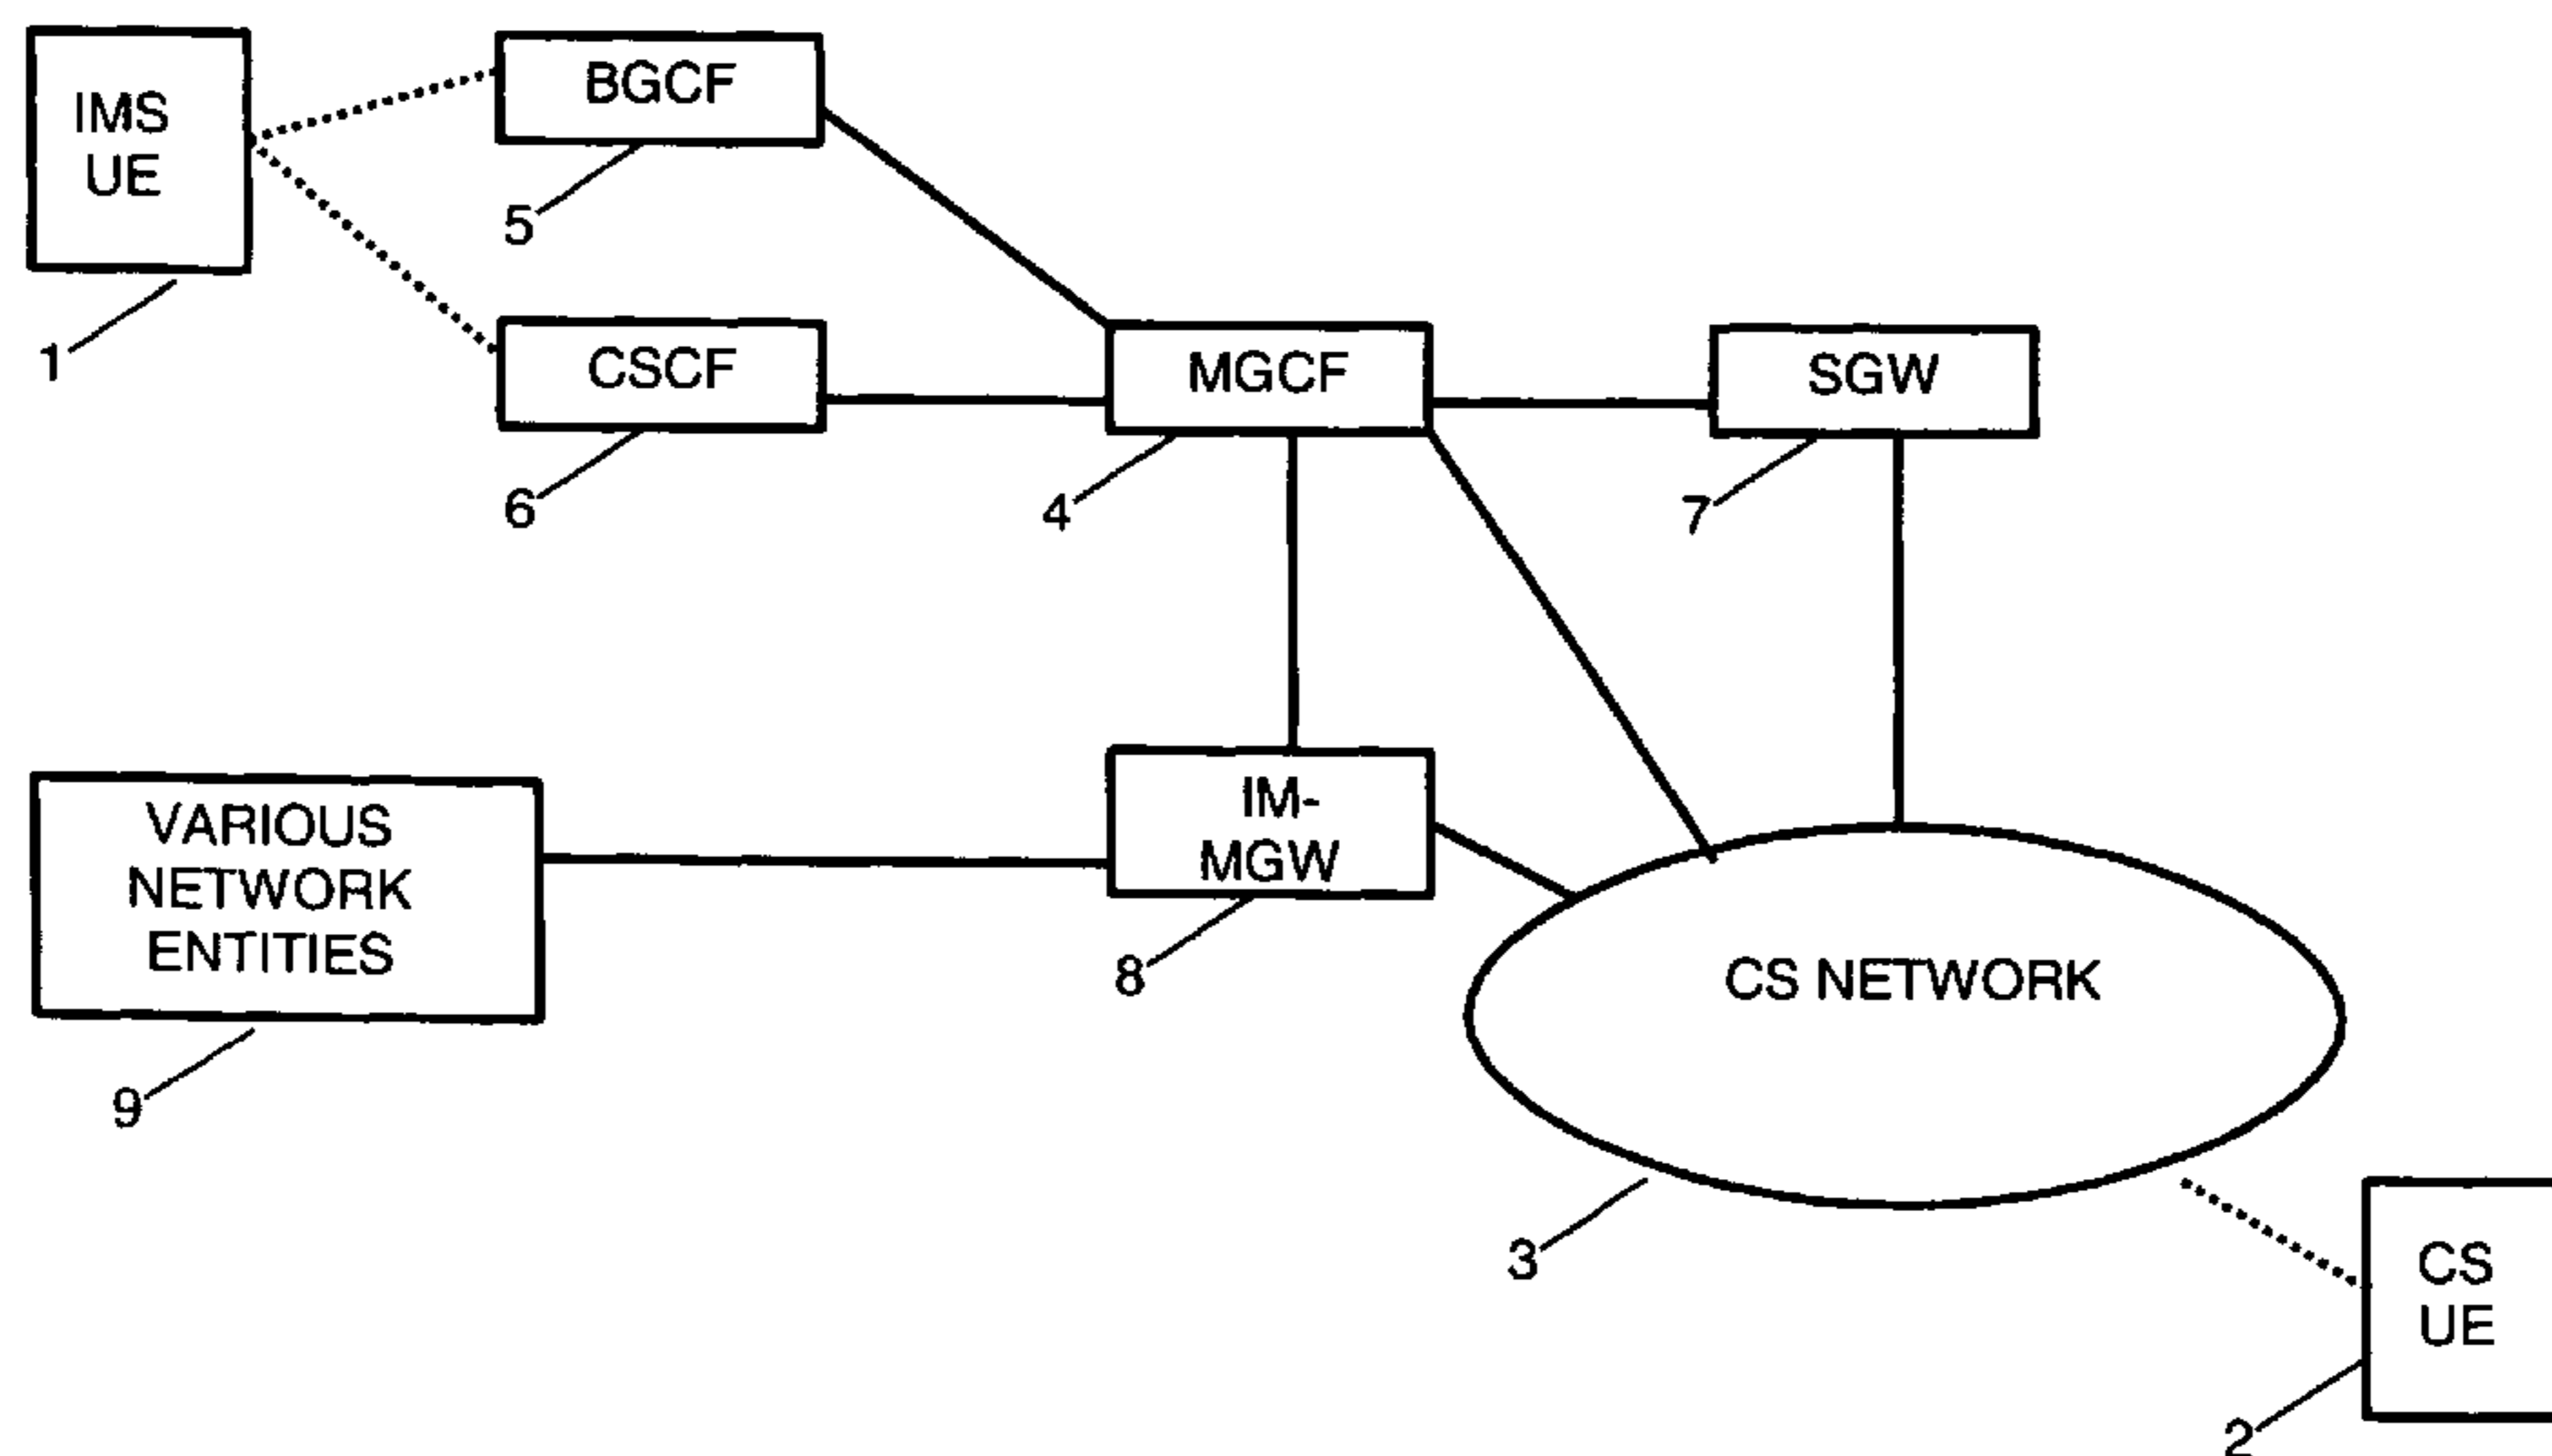 IMS
UE
1
BGCF
5
CSCF
6
MGCF
4
SGW
7
VARIOUS
NETWORK
ENTITIES
9
IM-
MGW
8
CS NETWORK
3
CS
UE
2